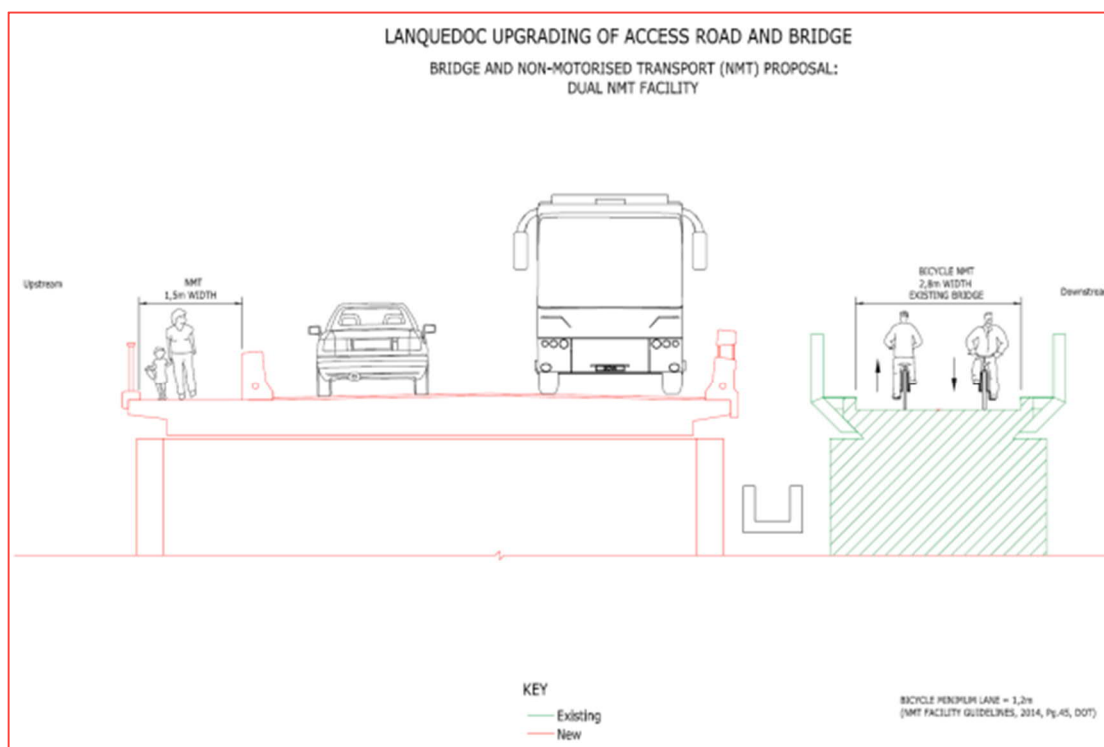 LANQUEDOC UPGRADING OF ACCESS ROAD AND BRIDGE
BRIDGE AND NON-MOTORISED TRANSPORT (NMT) PROPOSAL:
DUAL NMT FACILITY
Upstream
NMT
1,5m WIDTH
BICYCLE NMT
2,8m WIDTH
EXISTING BRIDGE
Downstream
KEY
Existing
New
BICYCLE MINIMUM LANE = 1,2m
(NMT FACILITY GUIDELINES, 2014, Pg.45, DOT)